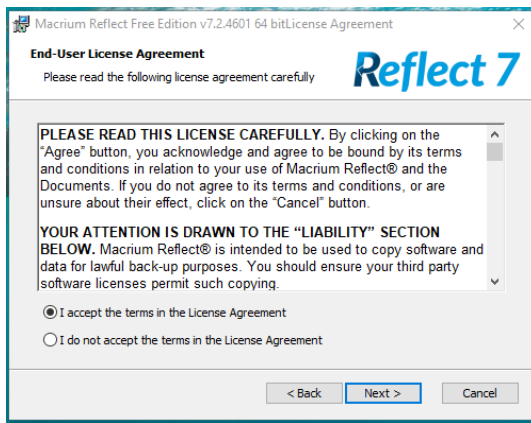 Macrium Reflect Free Edition v7.2.4601 64 bitLicense Agreement
End-User License Agreement
Please read the following license agreement carefully
Reflect 7
PLEASE READ THIS LICENSE CAREFULLY. By clicking on the
“Agree” button, you acknowledge and agree to be bound by its terms
and conditions in relation to your use of Macrium Reflect® and the
Documents. If you do not agree to its terms and conditions, or are
unsure about their effect, click on the “Cancel” button.
YOUR ATTENTION IS DRAWN TO THE “LIABILITY” SECTION
BELOW. Macrium Reflect® is intended to be used to copy software and
data for lawful back-up purposes. You should ensure your third party
software licenses permit such copying.
I accept the terms in the License Agreement
I do not accept the terms in the License Agreement
< Back Next > Cancel